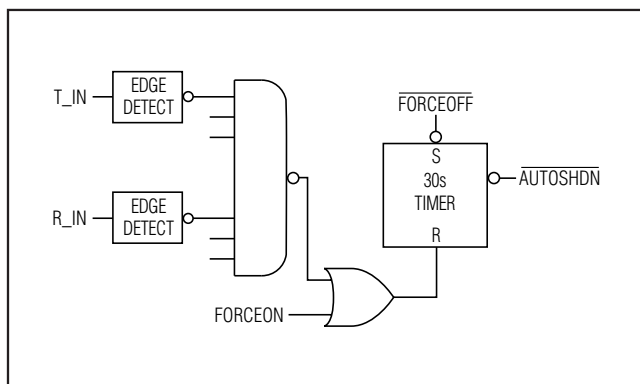 T_IN
EDGE
DETECT
FORCEOFF
S
30s
TIMER
R
AUTOSHDN
R_IN
EDGE
DETECT
FORCEON